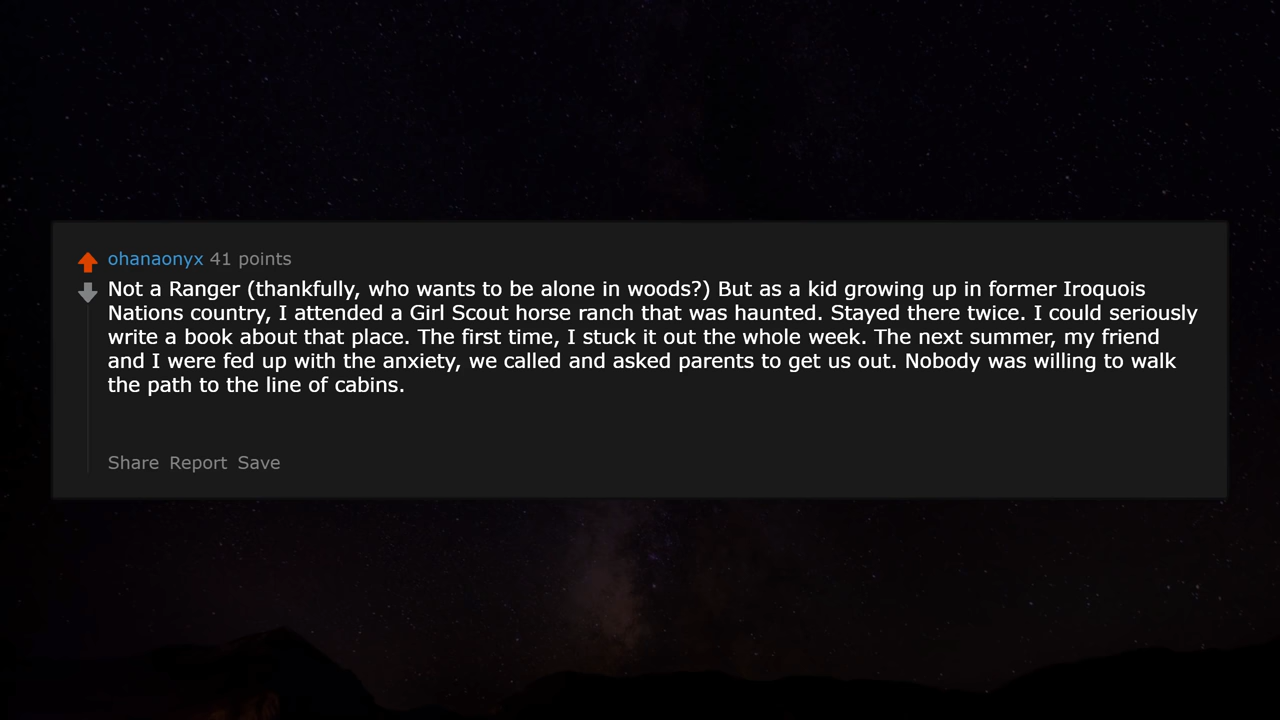 ohanaonyx 41 points
Not a Ranger (thankfully, who wants to be alone in woods?) But as a kid growing up in former Iroquois
Nations country, I attended a Girl Scout horse ranch that was haunted. Stayed there twice. I could seriously
write a book about that place. The first time, I stuck it out the whole week. The next summer, my friend
and I were fed up with the anxiety, we called and asked parents to get us out. Nobody was willing to walk
the path to the line of cabins.
Share Report Save